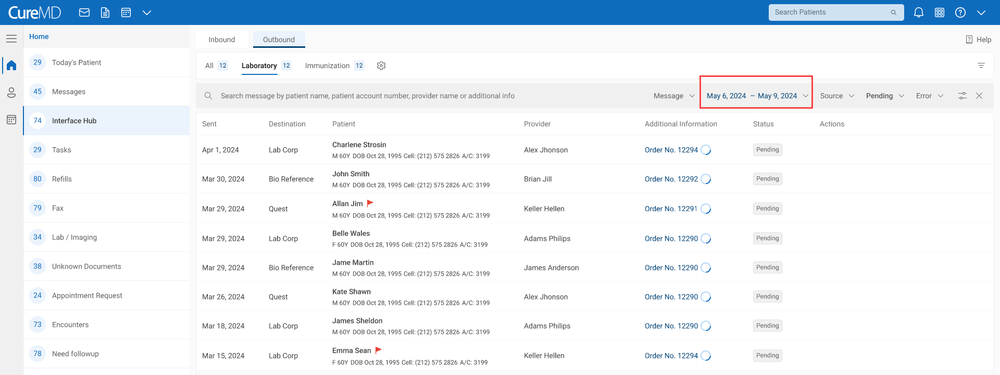 CureMD
Search Patients
Home
Inbound
Outbound
Help
29 Today's Patient
45 Messages
74 Interface Hub
29 Tasks
80 Refills
79 Fax
34 Lab / Imaging
38 Unknown Documents
24 Appointment Request
73 Encounters
78 Need followup
All 12 Laboratory 12 Immunization 12
Search message by patient name, patient account number, provider name or additional info
Message May 6, 2024 – May 9, 2024 Source Pending Error
Sent Destination Patient Provider Additional Information Status Actions
Apr 1, 2024 Lab Corp Charlene Strosin Alex Jhonson Order No. 12294 Pending
M 60Y DOB Oct 28, 1995 Cell: (212) 575 2826 A/C: 3199
Mar 30, 2024 Bio Reference John Smith Brian Jill Order No. 12292 Pending
M 60Y DOB Oct 28, 1995 Cell: (212) 575 2826 A/C: 3199
Mar 29, 2024 Quest Allan Jim Keller Hellen Order No. 12291 Pending
M 60Y DOB Oct 28, 1995 Cell: (212) 575 2826 A/C: 3199
Mar 29, 2024 Lab Corp Belle Wales Adams Philips Order No. 12290 Pending
F 60Y DOB Oct 28, 1995 Cell: (212) 575 2826 A/C: 3199
Mar 29, 2024 Bio Reference Jame Martin James Anderson Order No. 12290 Pending
M 60Y DOB Oct 28, 1995 Cell: (212) 575 2826 A/C: 3199
Mar 26, 2024 Quest Kate Shawn Alex Jhonson Order No. 12290 Pending
M 60Y DOB Oct 28, 1995 Cell: (212) 575 2826 A/C: 3199
Mar 18, 2024 Lab Corp James Sheldon Adams Philips Order No. 12290 Pending
M 60Y DOB Oct 28, 1995 Cell: (212) 575 2826 A/C: 3199
Mar 15, 2024 Lab Corp Emma Sean Keller Hellen Order No. 12294 Pending
F 60Y DOB Oct 28, 1995 Cell: (212) 575 2826 A/C: 3199